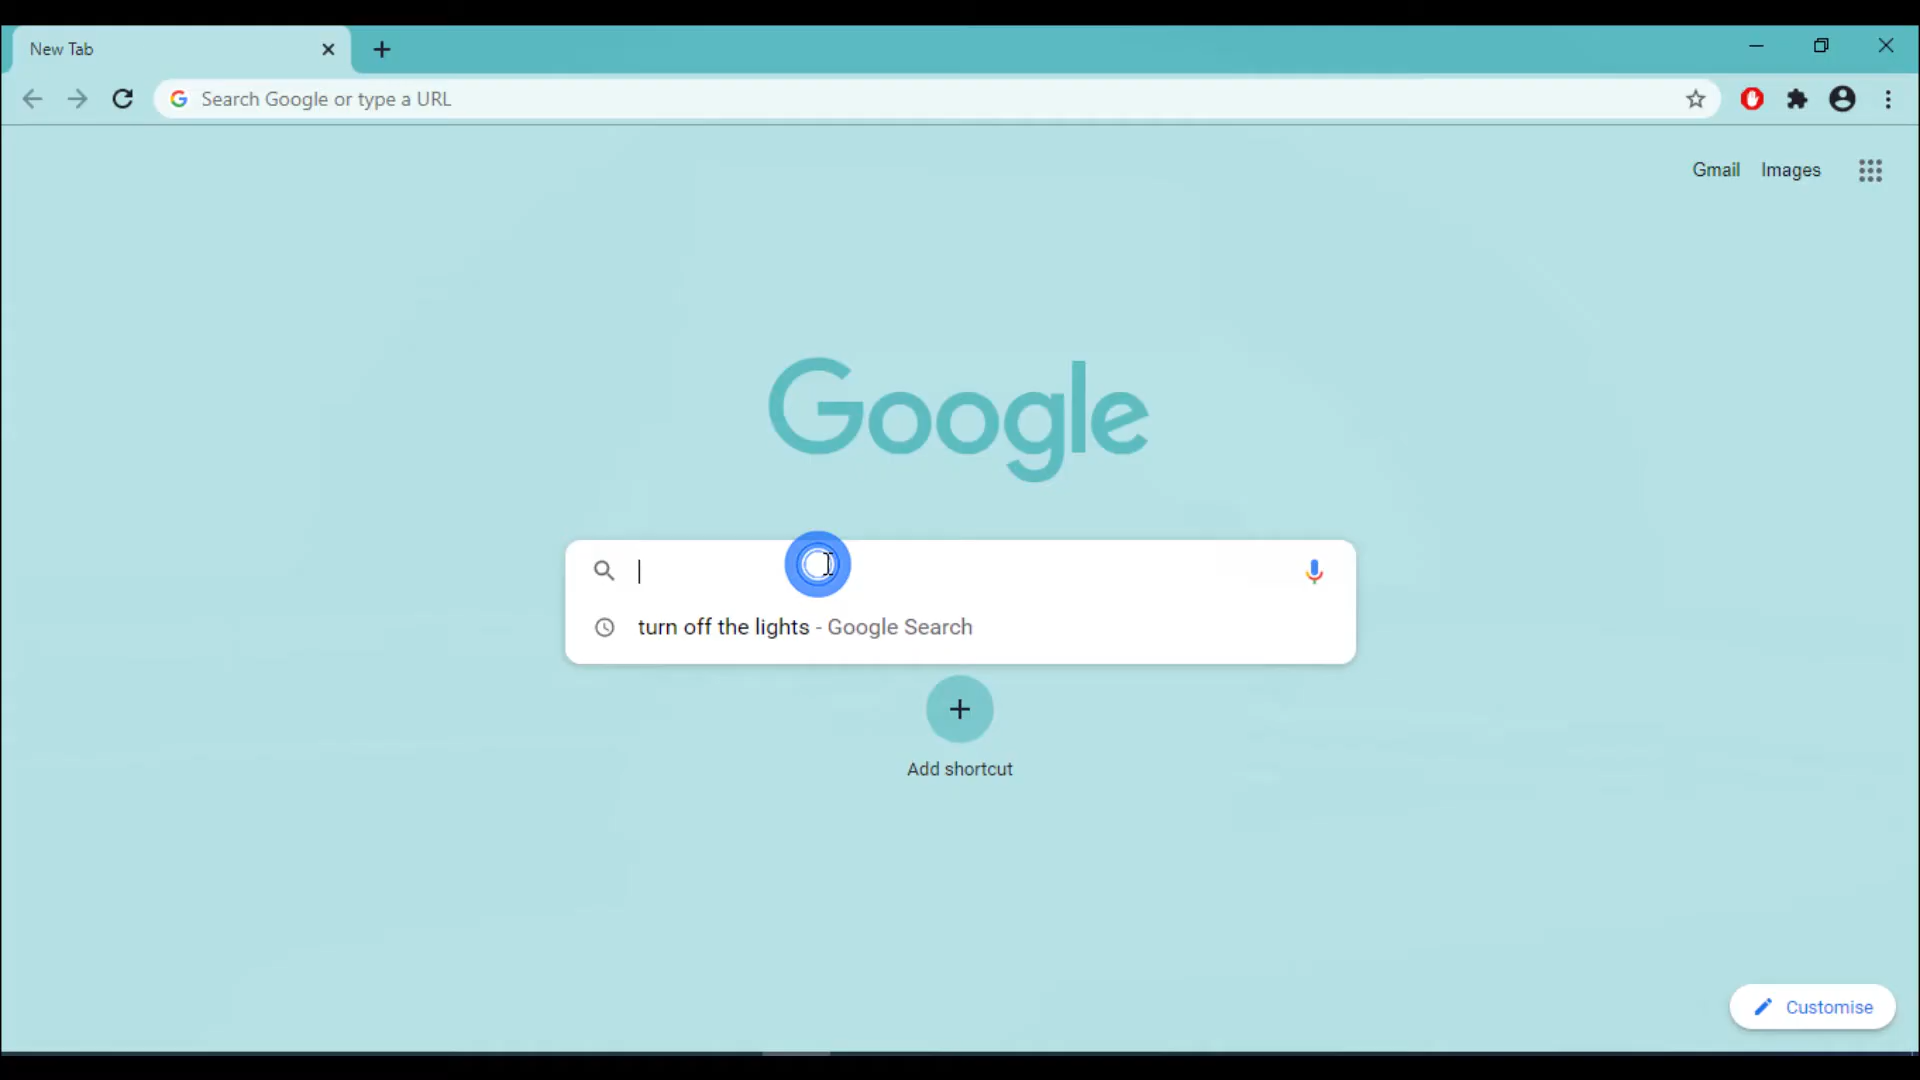 New Tab
Search Google or type a URL
Gmail Images
Google
turn off the lights - Google Search
Add shortcut
Customise